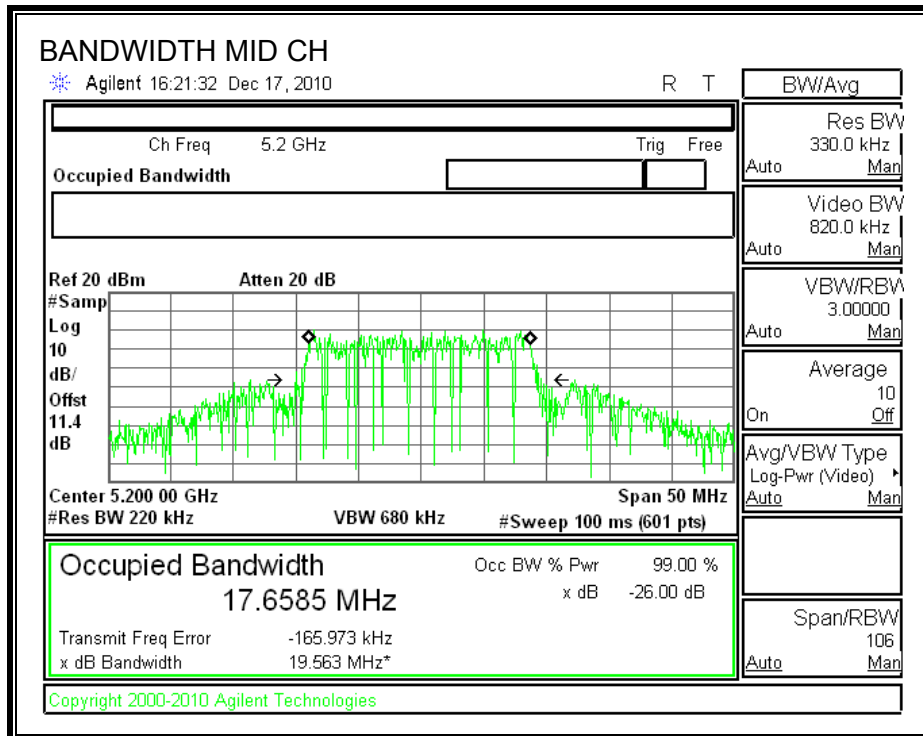 BANDWIDTH MID CH
Agilent 16:21:32 Dec 17, 2010 R T
Ch Freq 5.2 GHz Trig Free
Occupied Bandwidth
Ref 20 dBm Atten 20 dB
#Samp
Log
10
dB/
Offst
11.4
dB
Center 5.200 00 GHz Span 50 MHz
#Res BW 220 kHz VBW 680 kHz #Sweep 100 ms (601 pts)
Occupied Bandwidth Occ BW % Pwr 99.00 %
17.6585 MHz x dB -26.00 dB
Transmit Freq Error -165.973 kHz
x dB Bandwidth 19.563 MHz*
Copyright 2000-2010 Agilent Technologies
BW/Avg
Res BW
330.0 kHz
Auto Man
Video BW
820.0 kHz
Auto Man
VBW/RBW
3.00000
Auto Man
Average
10
On Off
Avg/VBW Type
Log-Pwr (Video)
Auto Man
Span/RBW
106
Auto Man